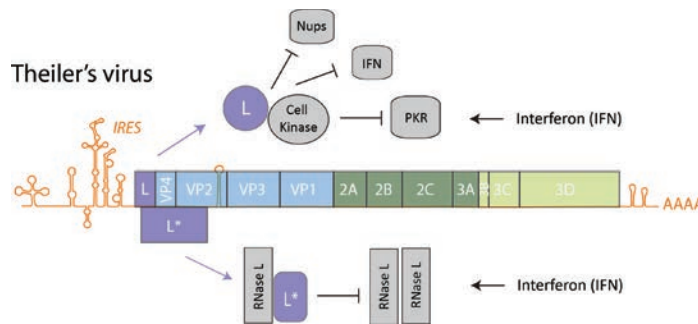 Nups
IFN
Theiler's virus
L
Cell
Kinase
PKR
Interferon (IFN)
IRES
L
VP4
VP2
VP3
VP1
2A
2B
2C
3A
3C
3D
AAAA
L*
RNase L
L*
RNase L
RNase L
Interferon (IFN)